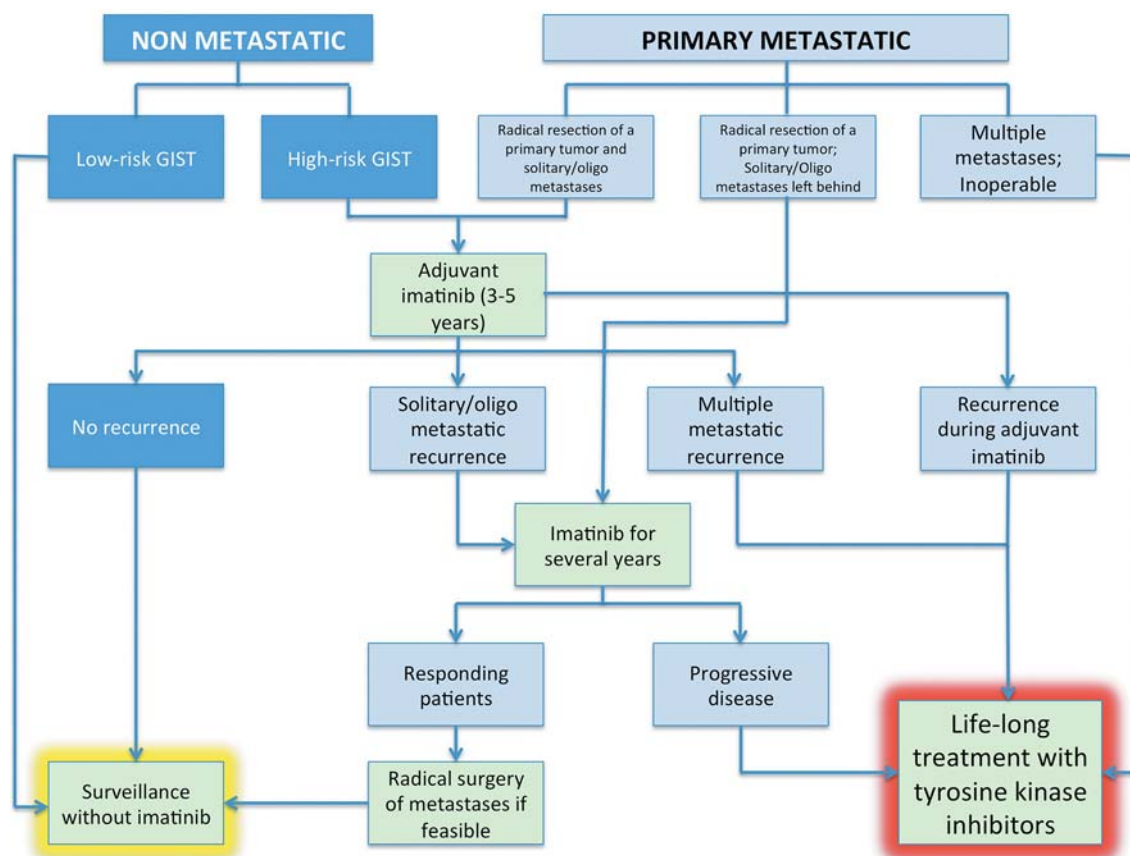 NON METASTATIC
PRIMARY METASTATIC
Low-risk GIST
High-risk GIST
Radical resection of a
primary tumor and
solitary/oligo
metastases
Radical resection of a
primary tumor;
Solitary/Oligo
metastases left behind
Multiple
metastases;
Inoperable
Adjuvant
imatinib (3-5
years)
No recurrence
Solitary/oligo
metastatic
recurrence
Multiple
metastatic
recurrence
Recurrence
during adjuvant
imatinib
Imatinib for
several years
Responding
patients
Progressive
disease
Surveillance
without imatinib
Radical surgery
of metastases if
feasible
Life-long
treatment with
tyrosine kinase
inhibitors